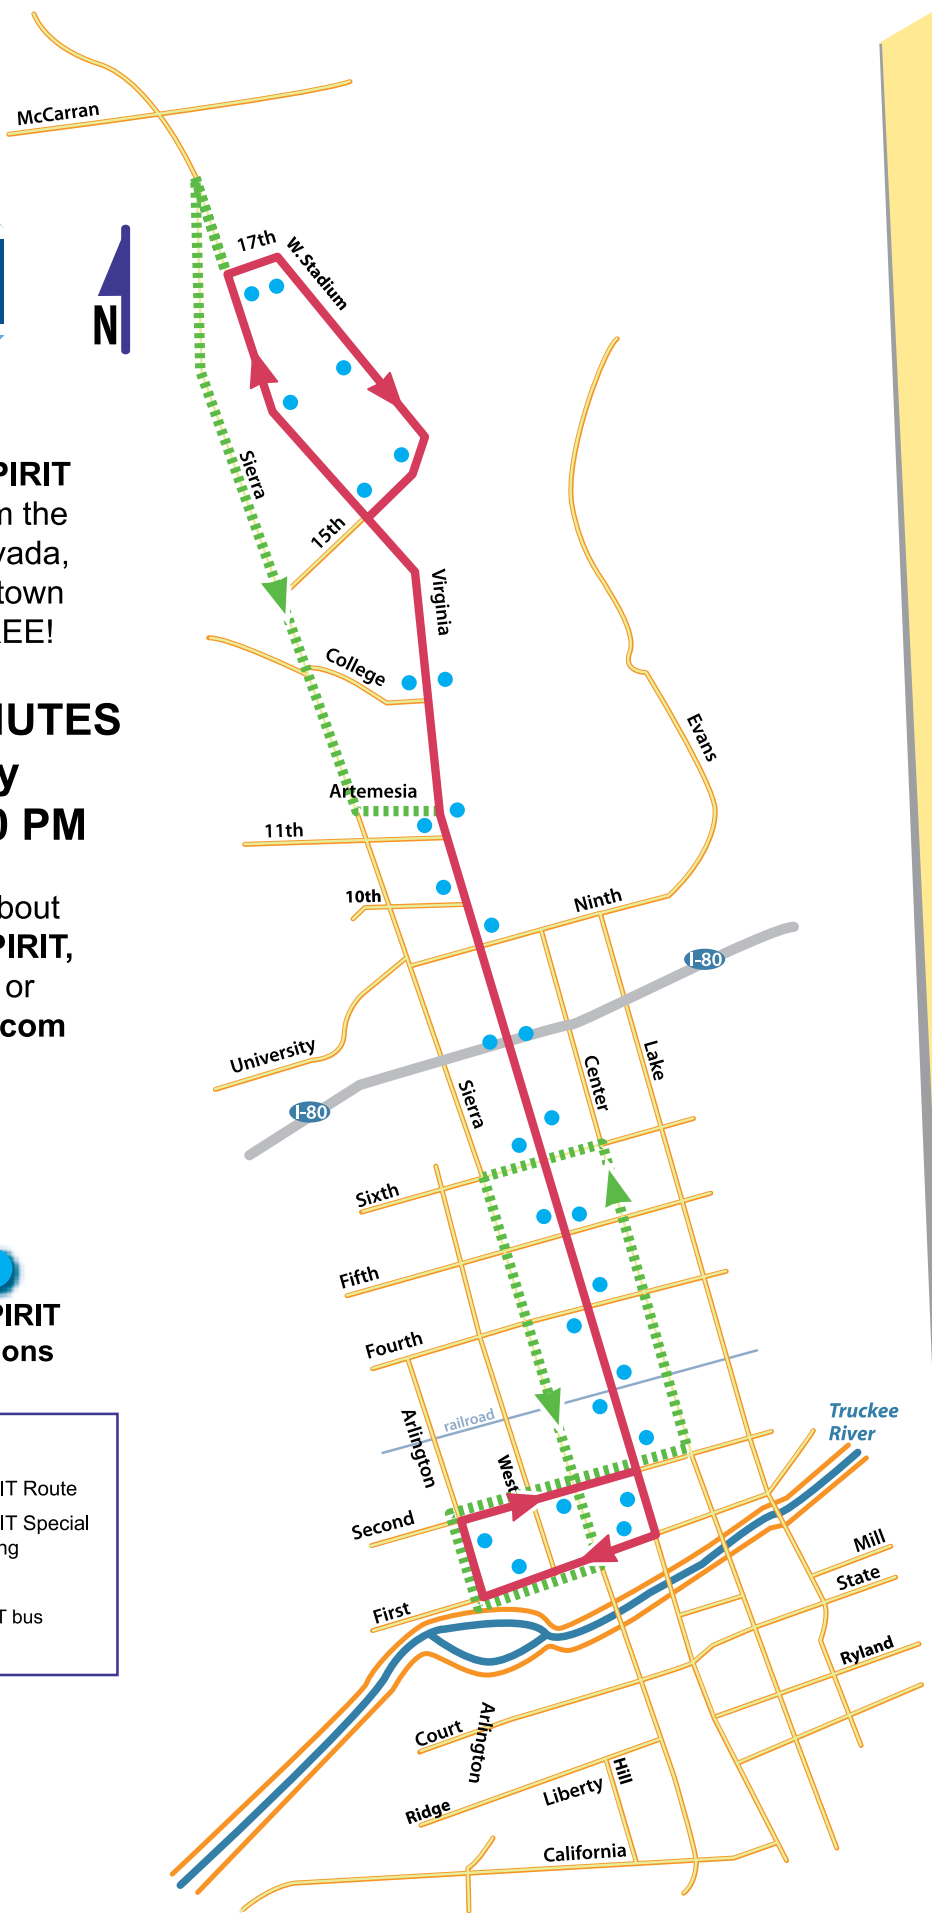 McCarran
17th
W. Stadium
N
PIRIT
m the
vada,
town
EE!
Sierra
15th
Virginia
College
NUTES
y
0 PM
Evans
Artemesia
11th
10th
Ninth
bout
PIRIT,
or
com
I-80
University
Lake
Center
Sierra
I-80
Sixth
Fifth
PIRIT
ons
Fourth
Arlington
railroad
Truckee
River
West
IT Route
IT Special
ng
T bus
Second
Mill
State
First
Ryland
Court
Arlington
Hill
Liberty
Ridge
California